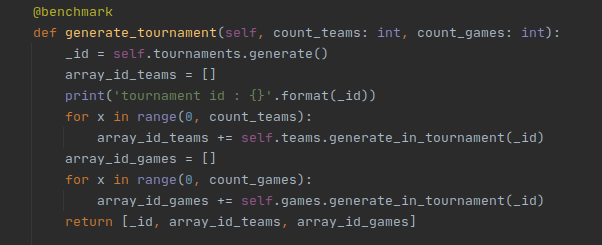 @benchmark
def generate_tournament(self, count_teams: int, count_games: int):
    _id = self.tournaments.generate()
    array_id_teams = []
    print('tournament id : {}'.format(_id))
    for x in range(0, count_teams):
        array_id_teams += self.teams.generate_in_tournament(_id)
    array_id_games = []
    for x in range(0, count_games):
        array_id_games += self.games.generate_in_tournament(_id)
    return [_id, array_id_teams, array_id_games]